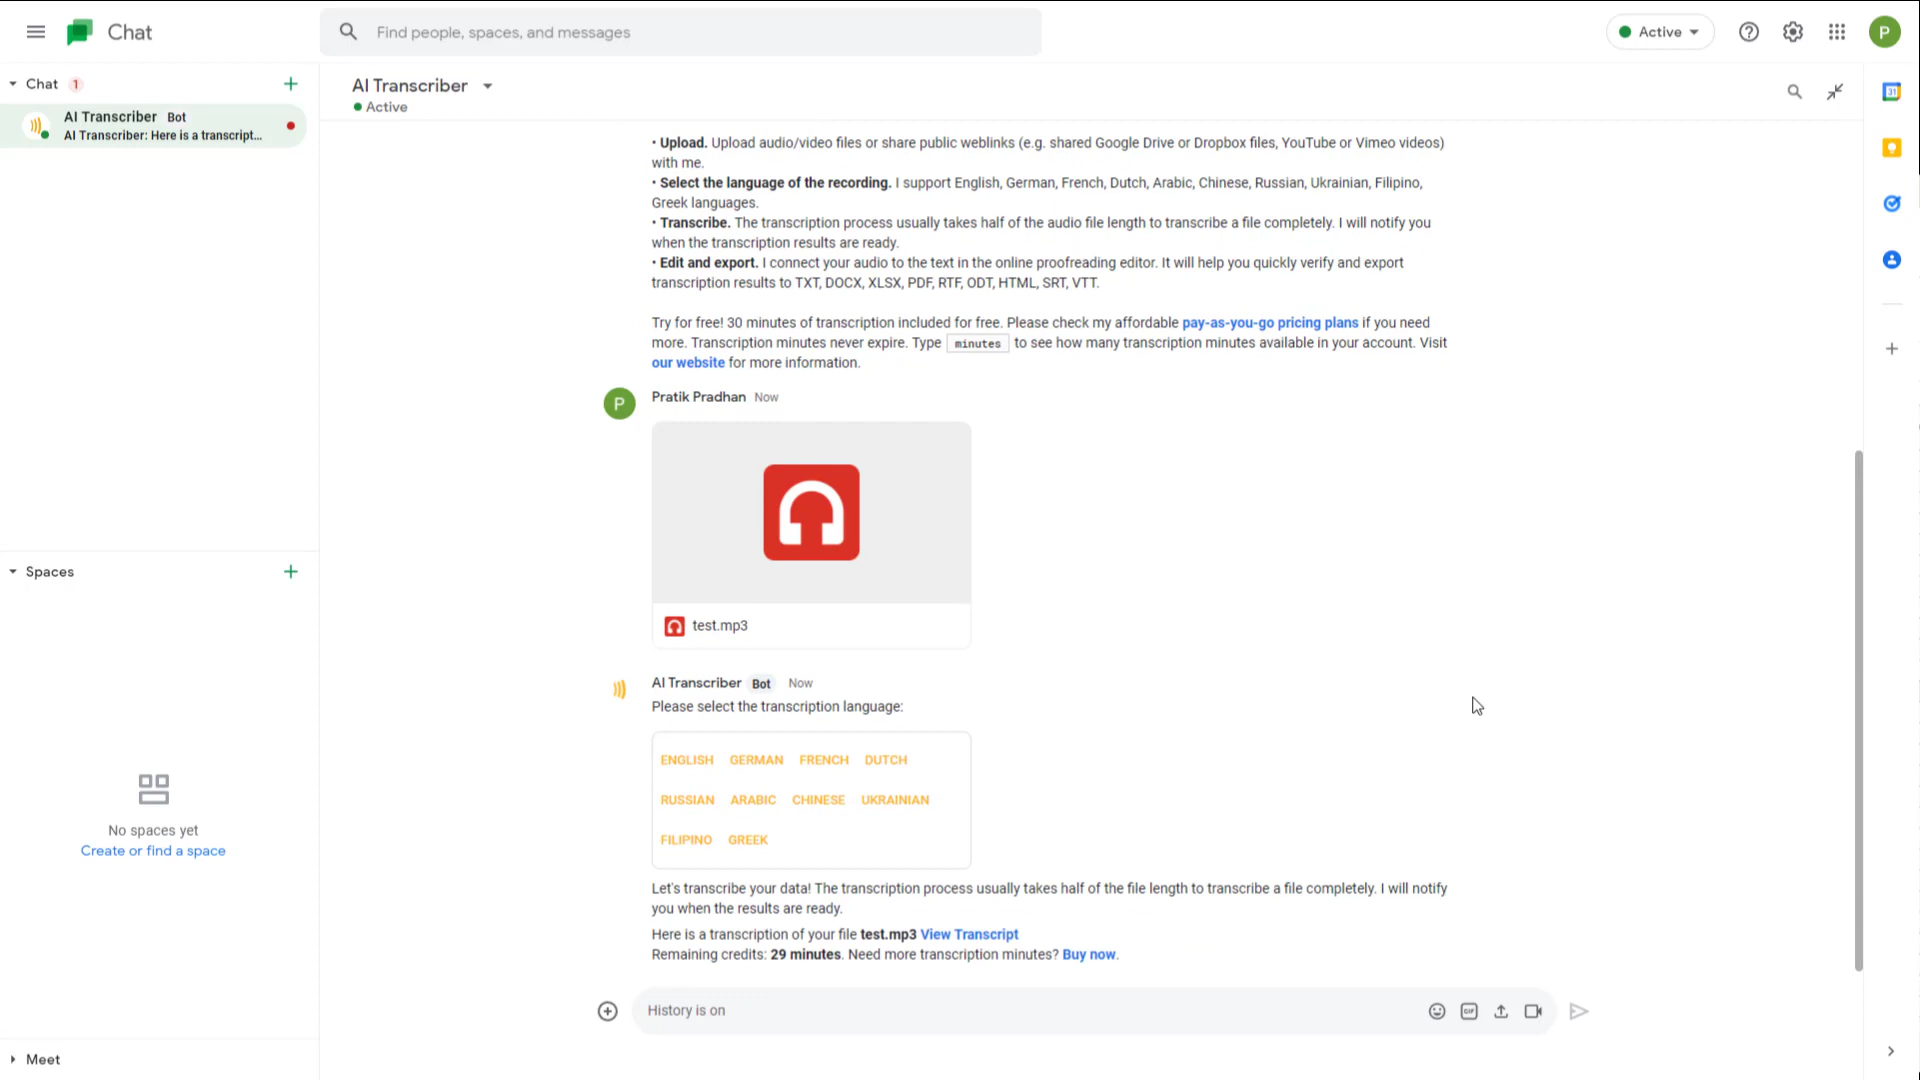 Chat
Find people, spaces, and messages
Active
P
Chat 1
AI Transcriber Bot
AI Transcriber: Here is a transcript...
AI Transcriber
Active
31
• Upload. Upload audio/video files or share public weblinks (e.g. shared Google Drive or Dropbox files, YouTube or Vimeo videos)
with me.
• Select the language of the recording. I support English, German, French, Dutch, Arabic, Chinese, Russian, Ukrainian, Filipino,
Greek languages.
• Transcribe. The transcription process usually takes half of the audio file length to transcribe a file completely. I will notify you
when the transcription results are ready.
• Edit and export. I connect your audio to the text in the online proofreading editor. It will help you quickly verify and export
transcription results to TXT, DOCX, XLSX, PDF, RTF, ODT, HTML, SRT, VTT.
Try for free! 30 minutes of transcription included for free. Please check my affordable pay-as-you-go pricing plans if you need
more. Transcription minutes never expire. Type minutes to see how many transcription minutes available in your account. Visit
our website for more information.
P
Pratik Pradhan Now
test.mp3
AI Transcriber Bot Now
Please select the transcription language:
ENGLISH GERMAN FRENCH DUTCH
RUSSIAN ARABIC CHINESE UKRAINIAN
FILIPINO GREEK
Let's transcribe your data! The transcription process usually takes half of the file length to transcribe a file completely. I will notify
you when the results are ready.
Here is a transcription of your file test.mp3 View Transcript
Remaining credits: 29 minutes. Need more transcription minutes? Buy now.
History is on
GIF
Spaces
No spaces yet
Create or find a space
Meet